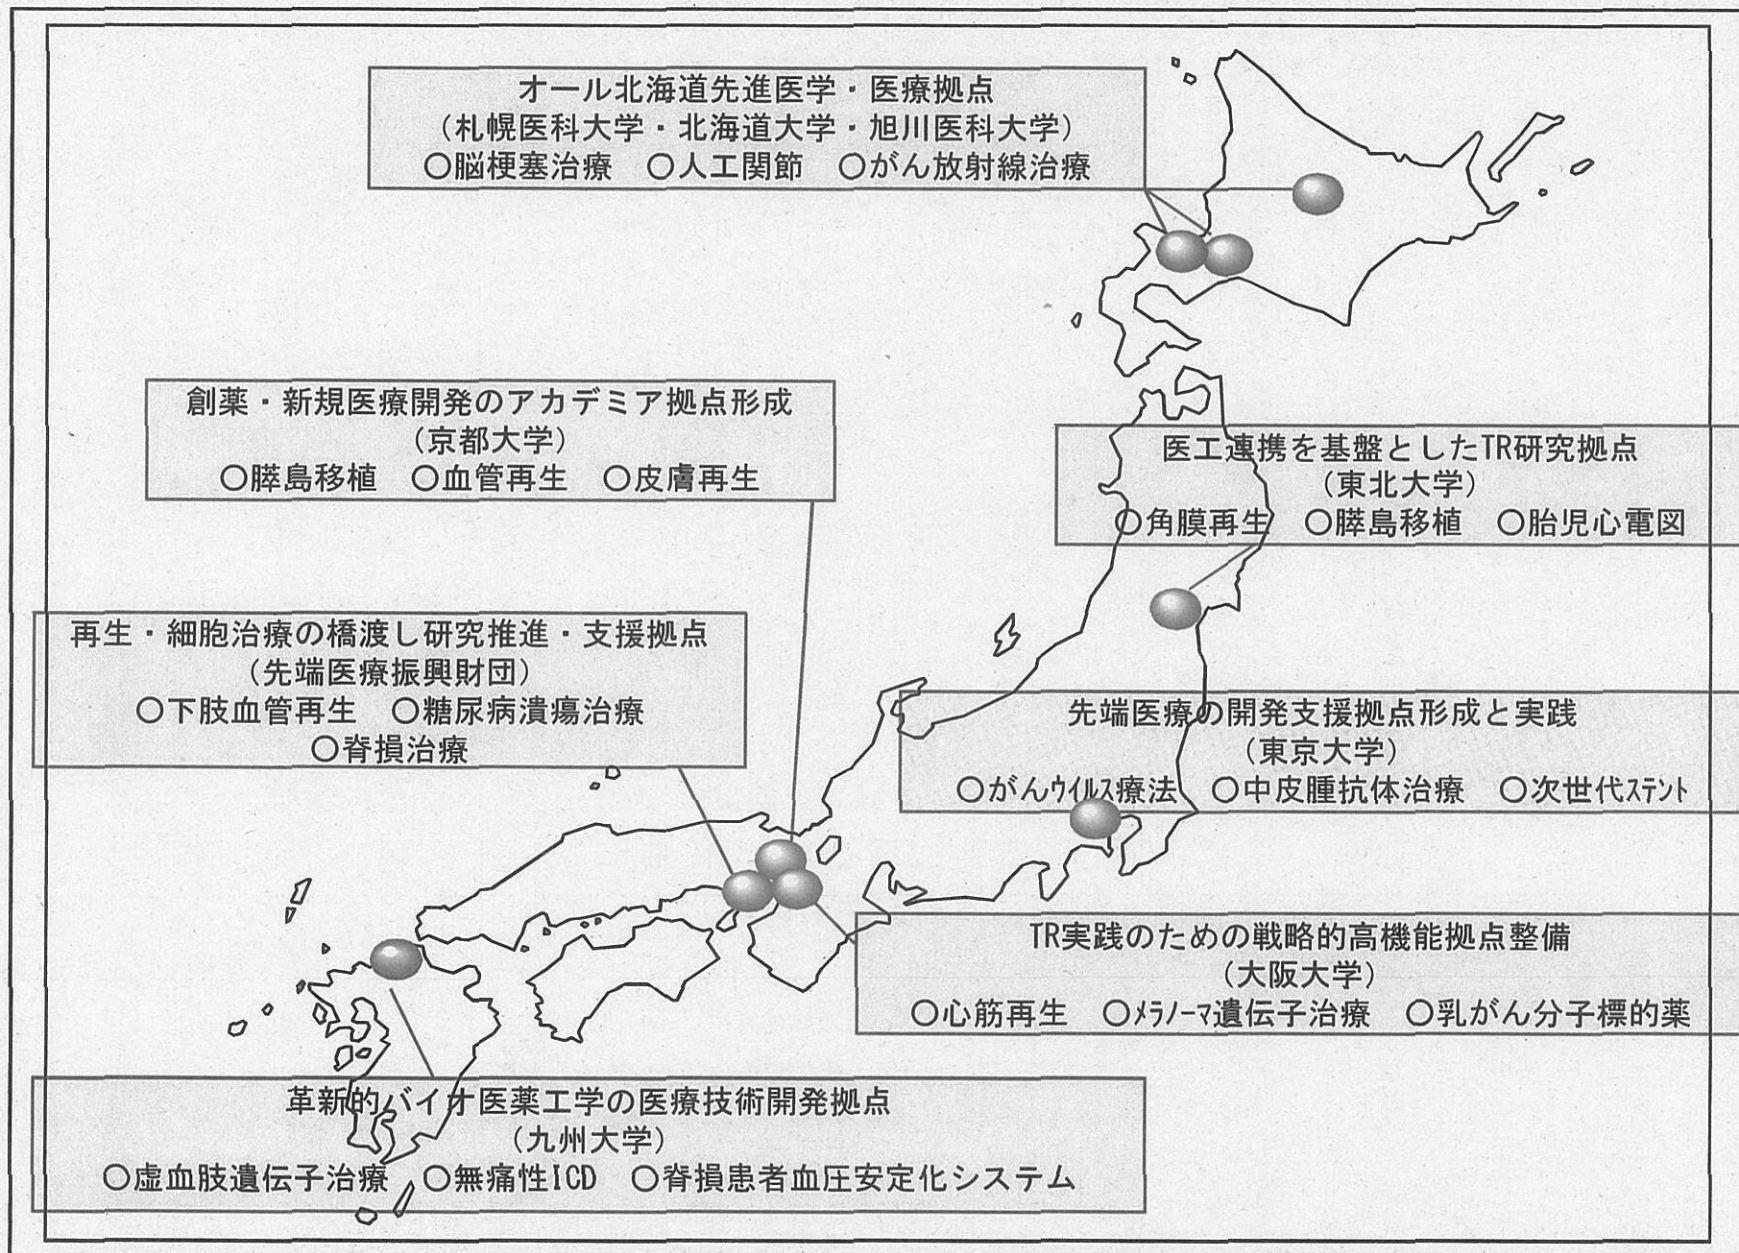 オール北海道先進医学・医療拠点
（札幌医科大学・北海道大学・旭川医科大学）
○脳梗塞治療　○人工関節　○がん放射線治療
創薬・新規医療開発のアカデミア拠点形成
（京都大学）
○膵島移植　○血管再生　○皮膚再生
医工連携を基盤としたTR研究拠点
（東北大学）
○角膜再生　○膵島移植　○胎児心電図
再生・細胞治療の橋渡し研究推進・支援拠点
（先端医療振興財団）
○下肢血管再生　○糖尿病潰瘍治療
○脊損治療
先端医療の開発支援拠点形成と実践
（東京大学）
○がんｳｲﾙｽ療法　○中皮腫抗体治療　○次世代ｽﾃﾝﾄ
TR実践のための戦略的高機能拠点整備
（大阪大学）
○心筋再生　○ﾒﾗﾉｰﾏ遺伝子治療　○乳がん分子標的薬
革新的バイオ医薬工学の医療技術開発拠点
（九州大学）
○虚血肢遺伝子治療　○無痛性ICD　○脊損患者血圧安定化システム